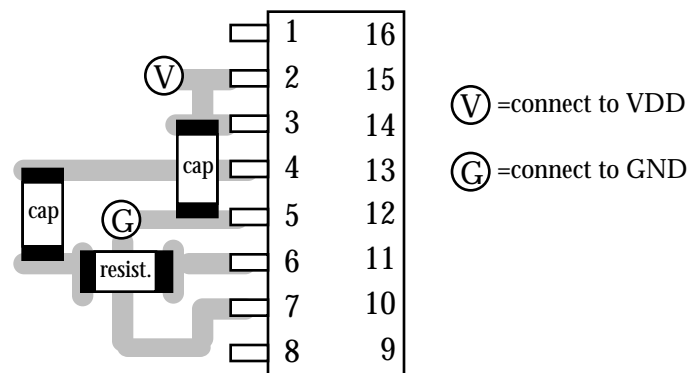 1 16
V 2 15
3 14
cap 4 13
cap G 5 12
resist. 6 11
7 10
8 9
V =connect to VDD
G =connect to GND